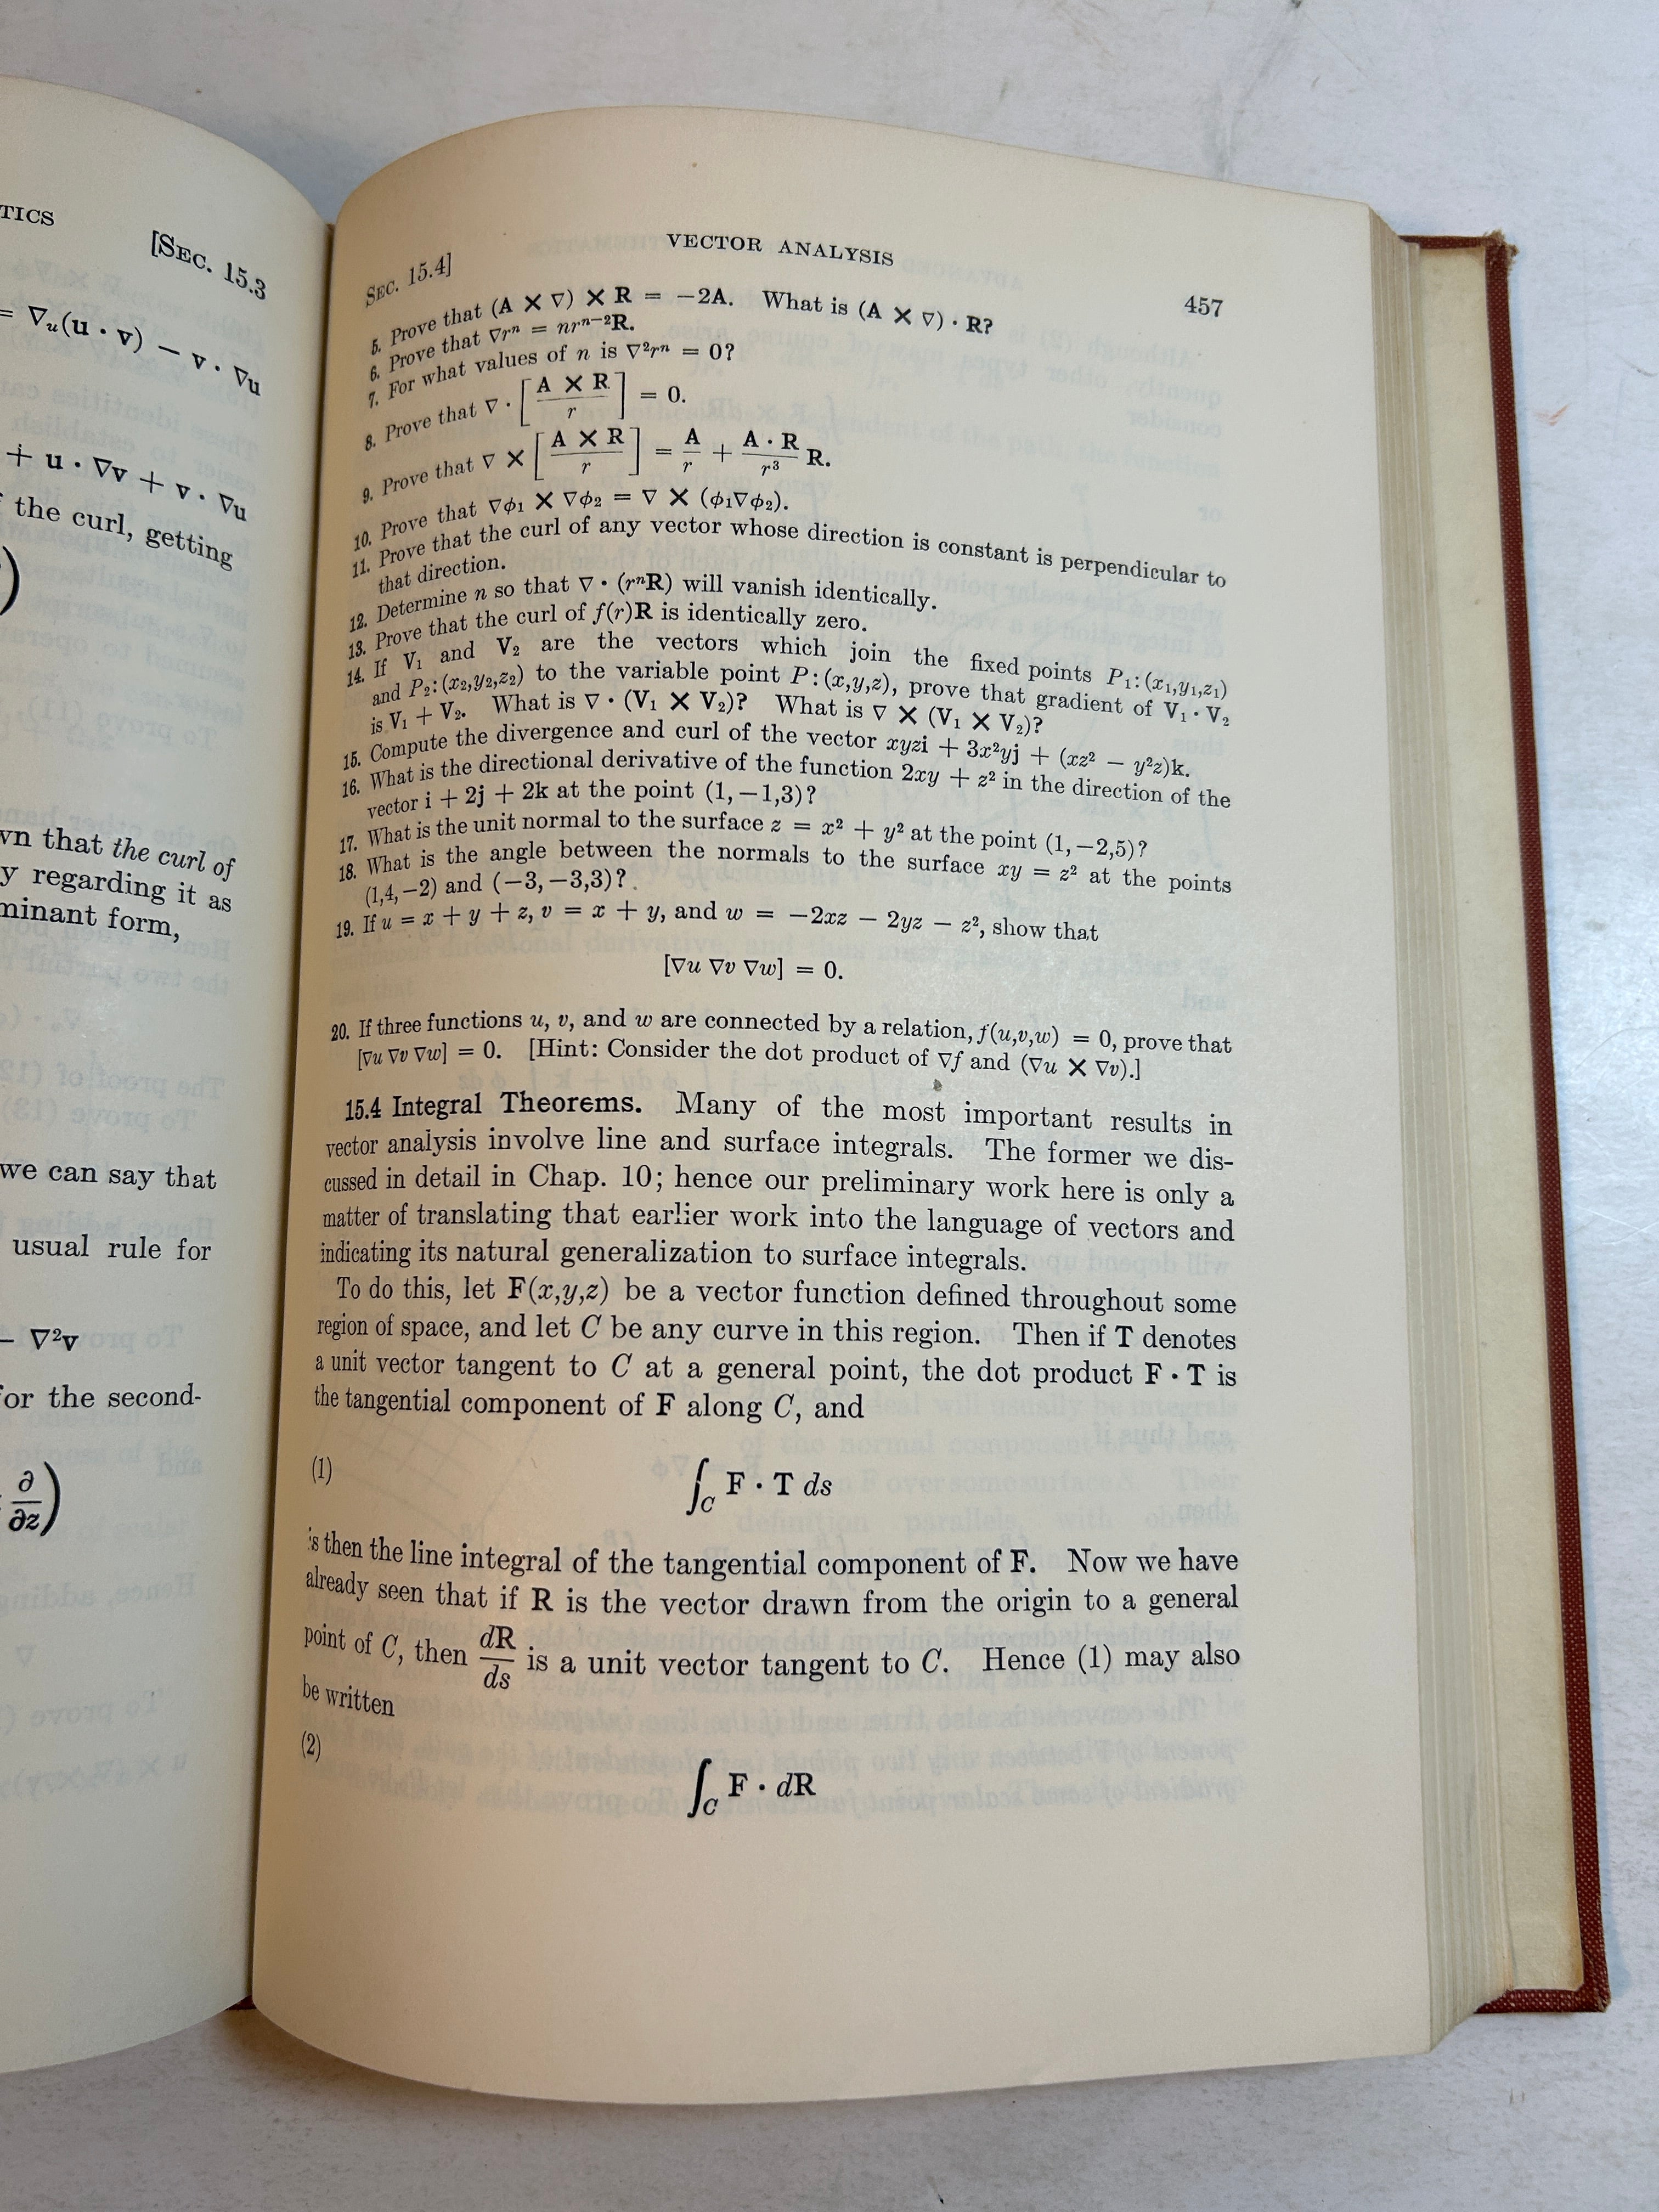 TICS
[SEC. 15.3
= ∇ᵤ(u · v) − v · ∇u
+ u · ∇v + v · ∇u
the curl, getting
)
wn that the curl of
y regarding it as
minant form,
we can say that
usual rule for
− ∇²v
for the second-
∂/∂z)
SEC. 15.4]
VECTOR ANALYSIS
457
5. Prove that (A × ∇) × R = −2A. What is (A × ∇) · R?
6. Prove that ∇rⁿ = nrⁿ⁻²R.
7. For what values of n is ∇²rⁿ = 0?
8. Prove that ∇ · [A × R / r] = 0.
9. Prove that ∇ × [A × R / r] = A/r + (A · R / r³) R.
10. Prove that ∇φ₁ × ∇φ₂ = ∇ × (φ₁∇φ₂).
11. Prove that the curl of any vector whose direction is constant is perpendicular to
that direction.
12. Determine n so that ∇ · (rⁿR) will vanish identically.
13. Prove that the curl of f(r)R is identically zero.
14. If V₁ and V₂ are the vectors which join the fixed points P₁:(x₁,y₁,z₁)
and P₂:(x₂,y₂,z₂) to the variable point P:(x,y,z), prove that gradient of V₁ · V₂
is V₁ + V₂. What is ∇ · (V₁ × V₂)? What is ∇ × (V₁ × V₂)?
15. Compute the divergence and curl of the vector xyzi + 3x²yj + (xz² − y²z)k.
16. What is the directional derivative of the function 2xy + z² in the direction of the
vector i + 2j + 2k at the point (1,−1,3)?
17. What is the unit normal to the surface z = x² + y² at the point (1,−2,5)?
18. What is the angle between the normals to the surface xy = z² at the points
(1,4,−2) and (−3,−3,3)?
19. If u = x + y + z, v = x + y, and w = −2xz − 2yz − z², show that
[∇u ∇v ∇w] = 0.
20. If three functions u, v, and w are connected by a relation, f(u,v,w) = 0, prove that
[∇u ∇v ∇w] = 0. [Hint: Consider the dot product of ∇f and (∇u × ∇v).]
15.4 Integral Theorems. Many of the most important results in
vector analysis involve line and surface integrals. The former we dis-
cussed in detail in Chap. 10; hence our preliminary work here is only a
matter of translating that earlier work into the language of vectors and
indicating its natural generalization to surface integrals.
To do this, let F(x,y,z) be a vector function defined throughout some
region of space, and let C be any curve in this region. Then if T denotes
a unit vector tangent to C at a general point, the dot product F · T is
the tangential component of F along C, and
(1) ∫_C F · T ds
is then the line integral of the tangential component of F. Now we have
already seen that if R is the vector drawn from the origin to a general
point of C, then dR/ds is a unit vector tangent to C. Hence (1) may also
be written
(2) ∫_C F · dR